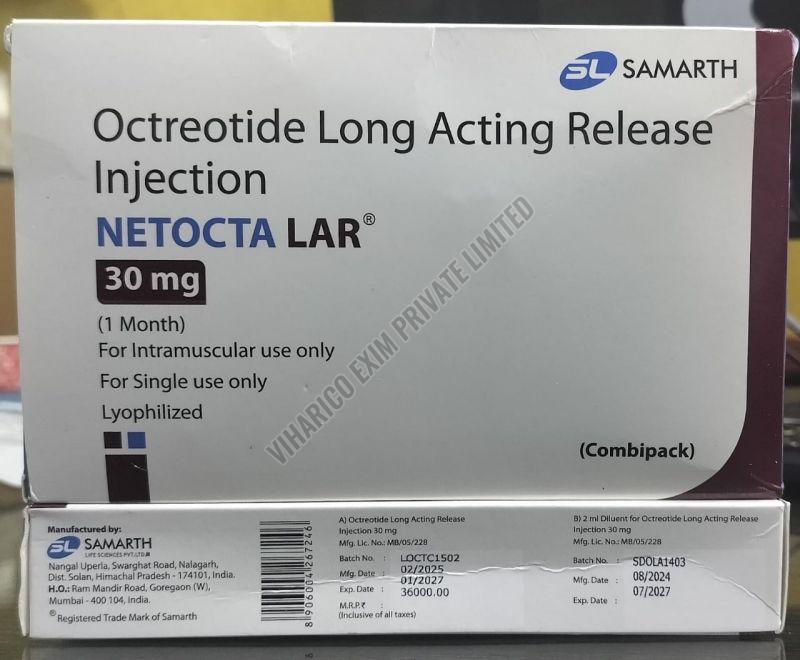 SL SAMARTH
Octreotide Long Acting Release
Injection
NETOCTA LAR®
30 mg
(1 Month)
For Intramuscular use only
For Single use only
Lyophilized
(Combipack)
VIHARICO EXIM PRIVATE LIMITED
Manufactured by:
SL SAMARTH
LIFE SCIENCES PVT.LTD.
Nangal Uperla, Swarghat Road, Nalagarh,
Dist. Solan, Himachal Pradesh - 174101, India.
H.O.: Ram Mandir Road, Goregaon (W),
Mumbai - 400 104, India.
® Registered Trade Mark of Samarth
8 906004 267246
A) Octreotide Long Acting Release
Injection 30 mg
Mfg. Lic. No.: MB/05/228
Batch No. : LOCTC1502
Mfg. Date : 02/2025
Exp. Date : 01/2027
M.R.P.₹ : 36000.00
(Inclusive of all taxes)
B) 2 ml Diluent for Octreotide Long Acting Release
Injection 30 mg
Mfg. Lic. No.: MB/05/228
Batch No. : SDOLA1403
Mfg. Date : 08/2024
Exp. Date : 07/2027